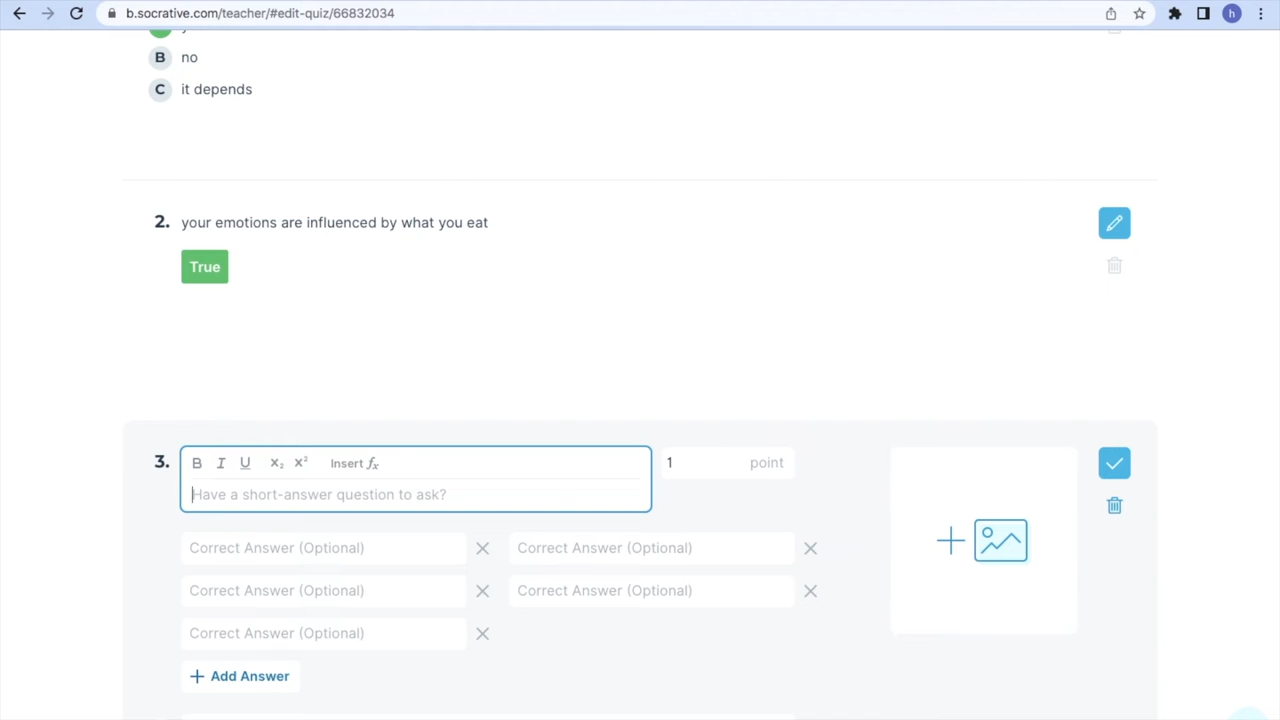 b.socrative.com/teacher/#edit-quiz/66832034
h
B no
C it depends
2. your emotions are influenced by what you eat
True
3. B I U X₂ X² Insert fx
1 point
Have a short-answer question to ask?
Correct Answer (Optional) Correct Answer (Optional)
Correct Answer (Optional) Correct Answer (Optional)
Correct Answer (Optional)
+ Add Answer